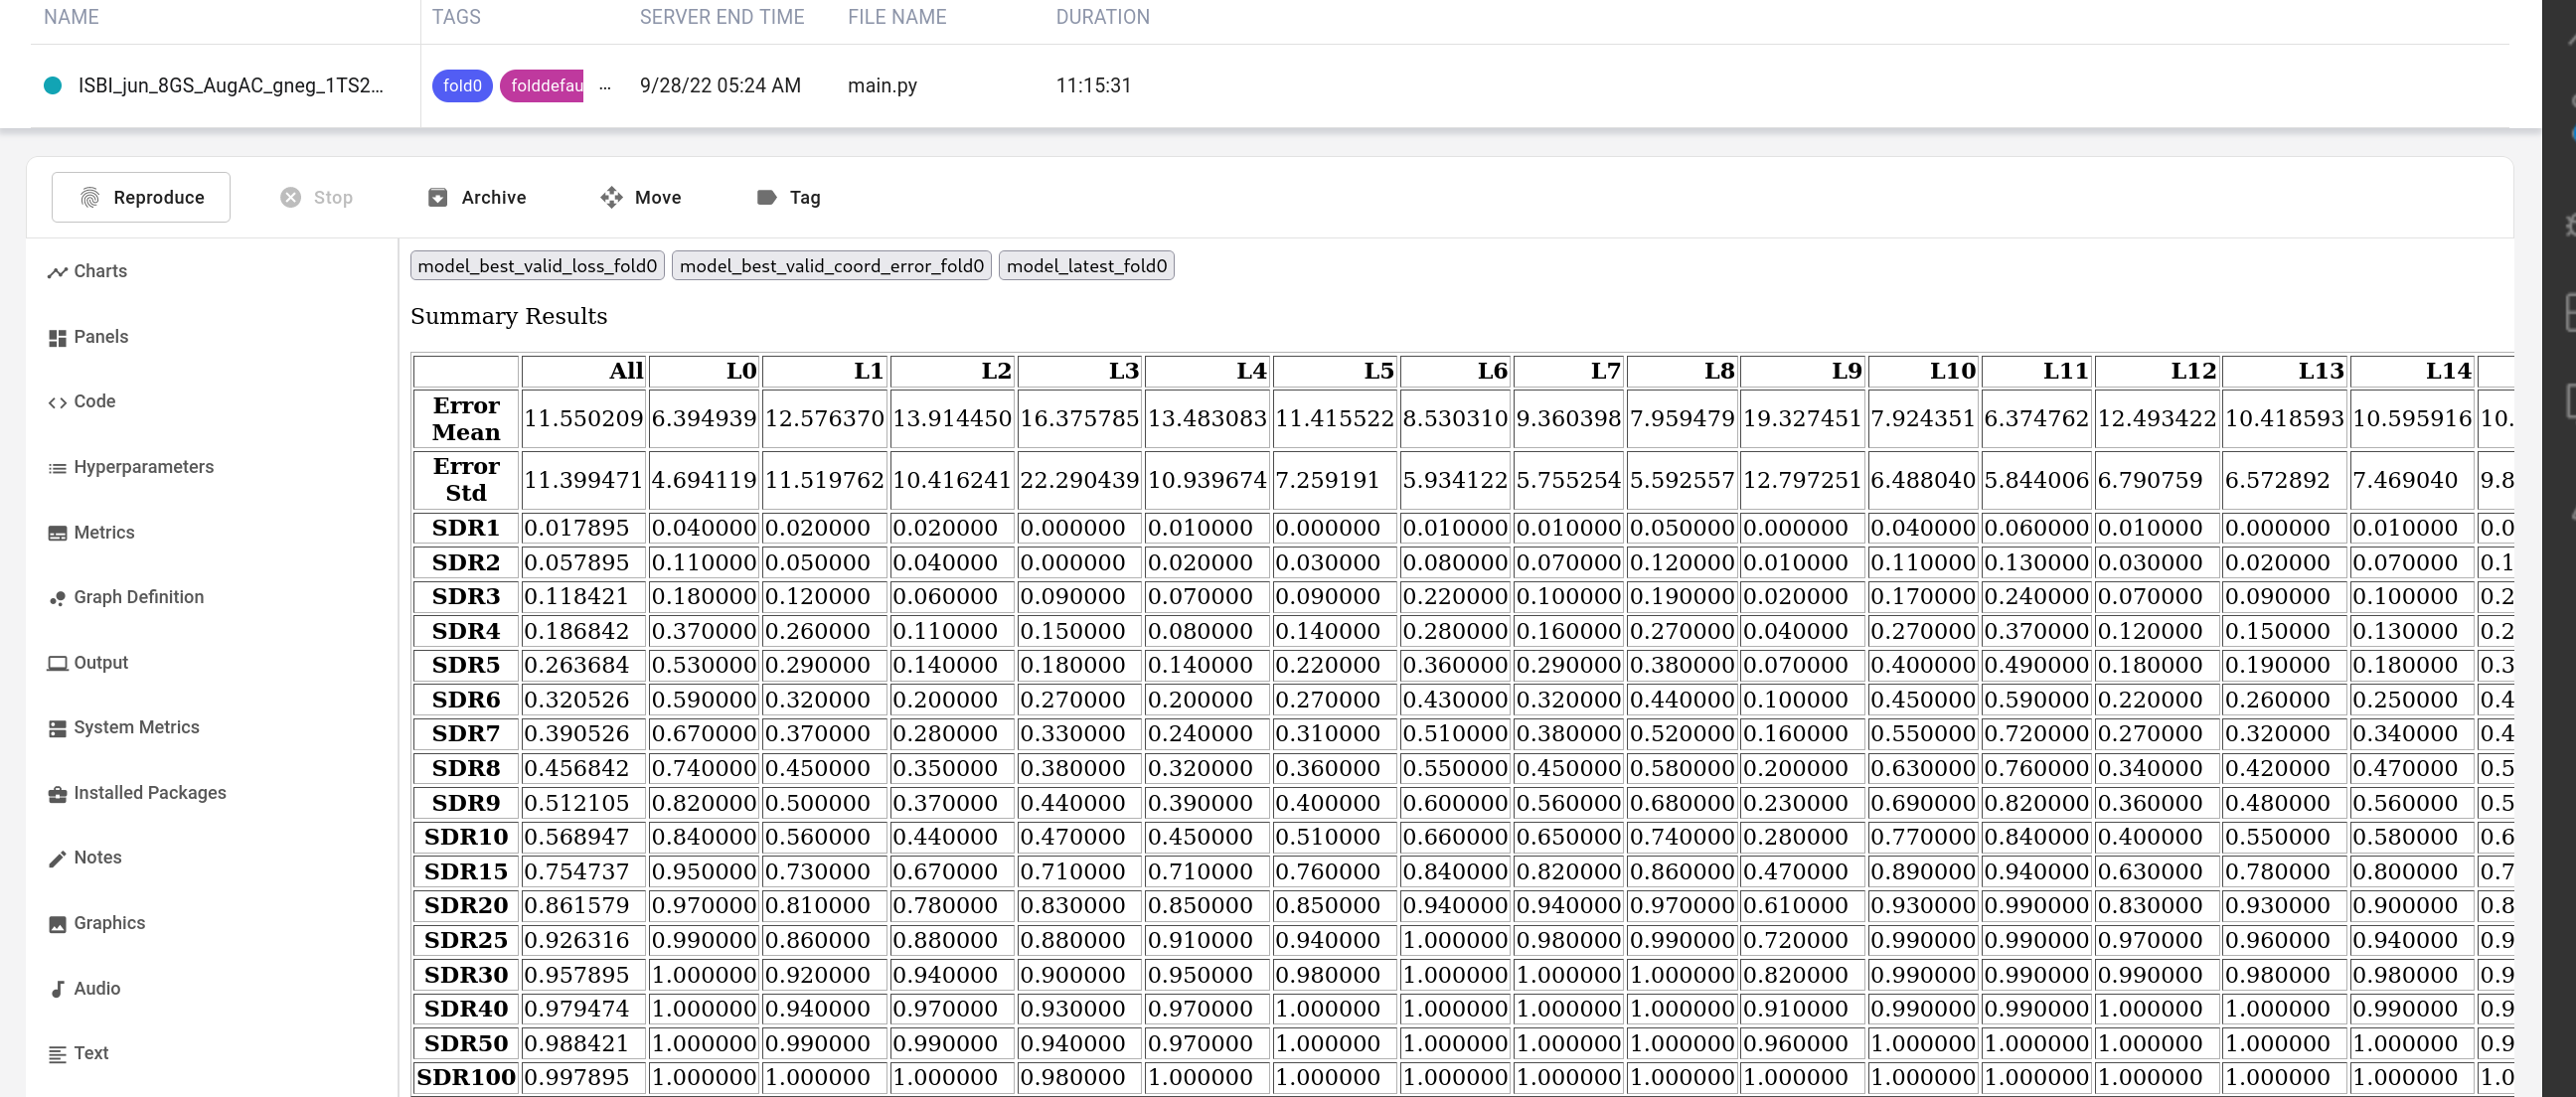 NAME TAGS SERVER END TIME FILE NAME DURATION
ISBI_jun_8GS_AugAC_gneg_1TS2... fold0 folddefau ... 9/28/22 05:24 AM main.py 11:15:31
Reproduce Stop Archive Move Tag
Charts
Panels
Code
Hyperparameters
Metrics
Graph Definition
Output
System Metrics
Installed Packages
Notes
Graphics
Audio
Text
model_best_valid_loss_fold0 model_best_valid_coord_error_fold0 model_latest_fold0
Summary Results
All L0 L1 L2 L3 L4 L5 L6 L7 L8 L9 L10 L11 L12 L13 L14
Error Mean 11.550209 6.394939 12.576370 13.914450 16.375785 13.483083 11.415522 8.530310 9.360398 7.959479 19.327451 7.924351 6.374762 12.493422 10.418593 10.595916 10.
Error Std 11.399471 4.694119 11.519762 10.416241 22.290439 10.939674 7.259191 5.934122 5.755254 5.592557 12.797251 6.488040 5.844006 6.790759 6.572892 7.469040 9.8
SDR1 0.017895 0.040000 0.020000 0.020000 0.000000 0.010000 0.000000 0.010000 0.010000 0.050000 0.000000 0.040000 0.060000 0.010000 0.000000 0.010000 0.0
SDR2 0.057895 0.110000 0.050000 0.040000 0.000000 0.020000 0.030000 0.080000 0.070000 0.120000 0.010000 0.110000 0.130000 0.030000 0.020000 0.070000 0.1
SDR3 0.118421 0.180000 0.120000 0.060000 0.090000 0.070000 0.090000 0.220000 0.100000 0.190000 0.020000 0.170000 0.240000 0.070000 0.090000 0.100000 0.2
SDR4 0.186842 0.370000 0.260000 0.110000 0.150000 0.080000 0.140000 0.280000 0.160000 0.270000 0.040000 0.270000 0.370000 0.120000 0.150000 0.130000 0.2
SDR5 0.263684 0.530000 0.290000 0.140000 0.180000 0.140000 0.220000 0.360000 0.290000 0.380000 0.070000 0.400000 0.490000 0.180000 0.190000 0.180000 0.3
SDR6 0.320526 0.590000 0.320000 0.200000 0.270000 0.200000 0.270000 0.430000 0.320000 0.440000 0.100000 0.450000 0.590000 0.220000 0.260000 0.250000 0.4
SDR7 0.390526 0.670000 0.370000 0.280000 0.330000 0.240000 0.310000 0.510000 0.380000 0.520000 0.160000 0.550000 0.720000 0.270000 0.320000 0.340000 0.4
SDR8 0.456842 0.740000 0.450000 0.350000 0.380000 0.320000 0.360000 0.550000 0.450000 0.580000 0.200000 0.630000 0.760000 0.340000 0.420000 0.470000 0.5
SDR9 0.512105 0.820000 0.500000 0.370000 0.440000 0.390000 0.400000 0.600000 0.560000 0.680000 0.230000 0.690000 0.820000 0.360000 0.480000 0.560000 0.5
SDR10 0.568947 0.840000 0.560000 0.440000 0.470000 0.450000 0.510000 0.660000 0.650000 0.740000 0.280000 0.770000 0.840000 0.400000 0.550000 0.580000 0.6
SDR15 0.754737 0.950000 0.730000 0.670000 0.710000 0.710000 0.760000 0.840000 0.820000 0.860000 0.470000 0.890000 0.940000 0.630000 0.780000 0.800000 0.7
SDR20 0.861579 0.970000 0.810000 0.780000 0.830000 0.850000 0.850000 0.940000 0.940000 0.970000 0.610000 0.930000 0.990000 0.830000 0.930000 0.900000 0.8
SDR25 0.926316 0.990000 0.860000 0.880000 0.880000 0.910000 0.940000 1.000000 0.980000 0.990000 0.720000 0.990000 0.990000 0.970000 0.960000 0.940000 0.9
SDR30 0.957895 1.000000 0.920000 0.940000 0.900000 0.950000 0.980000 1.000000 1.000000 1.000000 0.820000 0.990000 0.990000 0.990000 0.980000 0.980000 0.9
SDR40 0.979474 1.000000 0.940000 0.970000 0.930000 0.970000 1.000000 1.000000 1.000000 1.000000 0.910000 0.990000 0.990000 1.000000 1.000000 0.990000 0.9
SDR50 0.988421 1.000000 0.990000 0.990000 0.940000 0.970000 1.000000 1.000000 1.000000 1.000000 0.960000 1.000000 1.000000 1.000000 1.000000 1.000000 0.9
SDR100 0.997895 1.000000 1.000000 1.000000 0.980000 1.000000 1.000000 1.000000 1.000000 1.000000 1.000000 1.000000 1.000000 1.000000 1.000000 1.000000 1.0